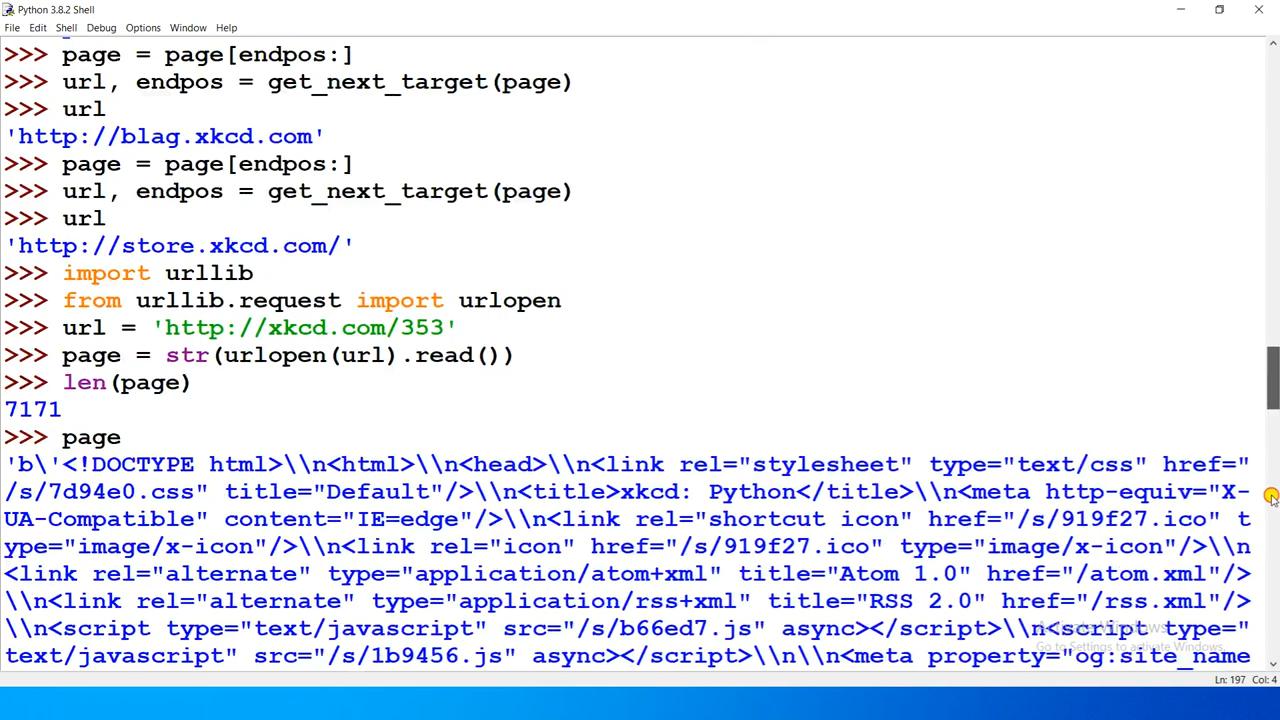 Python 3.8.2 Shell
File Edit Shell Debug Options Window Help
>>> page = page[endpos:]
>>> url, endpos = get_next_target(page)
>>> url
'http://blag.xkcd.com'
>>> page = page[endpos:]
>>> url, endpos = get_next_target(page)
>>> url
'http://store.xkcd.com/'
>>> import urllib
>>> from urllib.request import urlopen
>>> url = 'http://xkcd.com/353'
>>> page = str(urlopen(url).read())
>>> len(page)
7171
>>> page
'b\'<!DOCTYPE html>\\n<html>\\n<head>\\n<link rel="stylesheet" type="text/css" href="
/s/7d94e0.css" title="Default"/>\\n<title>xkcd: Python</title>\\n<meta http-equiv="X-
UA-Compatible" content="IE=edge"/>\\n<link rel="shortcut icon" href="/s/919f27.ico" t
ype="image/x-icon"/>\\n<link rel="icon" href="/s/919f27.ico" type="image/x-icon"/>\\n
<link rel="alternate" type="application/atom+xml" title="Atom 1.0" href="/atom.xml"/>
\\n<link rel="alternate" type="application/rss+xml" title="RSS 2.0" href="/rss.xml"/>
\\n<script type="text/javascript" src="/s/b66ed7.js" async></script>\\n<script type="
text/javascript" src="/s/1b9456.js" async></script>\\n\\n<meta property="og:site_name
Activate Windows
Go to Settings to activate Windows.
Ln: 197 Col: 4